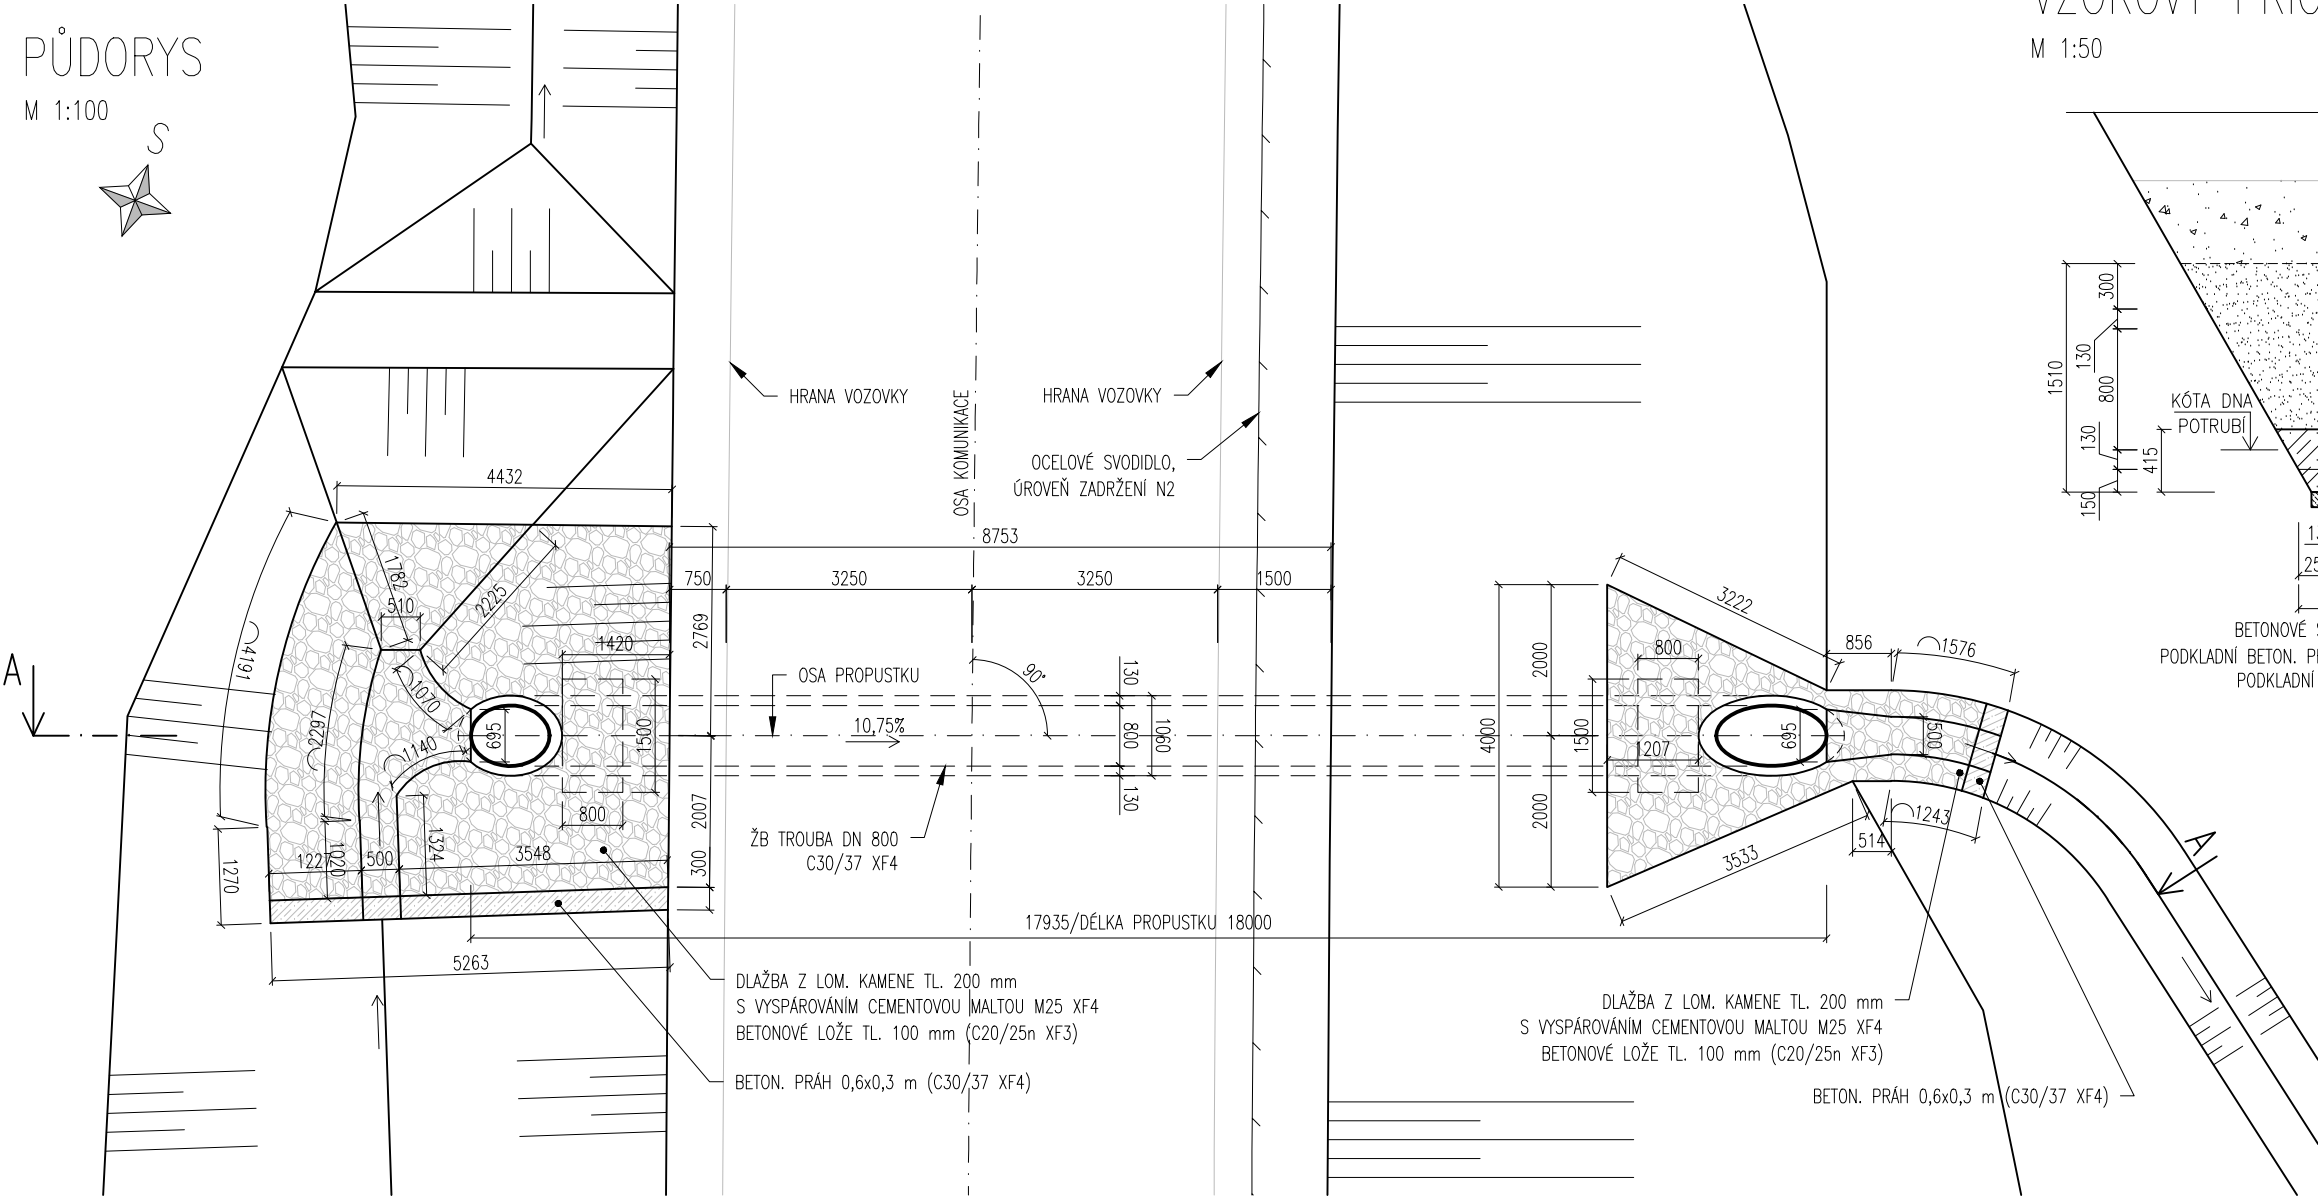 PŮDORYS
M 1:100
S
M 1:50
HRANA VOZOVKY
HRANA VOZOVKY
OSA KOMUNIKACE
OCELOVÉ SVODIDLO,
ÚROVEŇ ZADRŽENÍ N2
4432
8753
750
3250
3250
1500
4191
1782
510
2225
1420
2769
2297
1070
1140
695
1500
800
1227
500
1020
1324
3548
2007
300
1270
5263
A
OSA PROPUSTKU
10,75%
90°
130
800
1060
130
ŽB TROUBA DN 800
C30/37 XF4
17935/DÉLKA PROPUSTKU 18000
DLAŽBA Z LOM. KAMENE TL. 200 mm
S VYSPÁROVÁNÍM CEMENTOVOU MALTOU M25 XF4
BETONOVÉ LOŽE TL. 100 mm (C20/25n XF3)
BETON. PRÁH 0,6x0,3 m (C30/37 XF4)
3222
856
1576
800
2000
4000
1500
1207
695
500
2000
3533
514
1243
A
DLAŽBA Z LOM. KAMENE TL. 200 mm
S VYSPÁROVÁNÍM CEMENTOVOU MALTOU M25 XF4
BETONOVÉ LOŽE TL. 100 mm (C20/25n XF3)
BETON. PRÁH 0,6x0,3 m (C30/37 XF4)
300
130
1510
800
KÓTA DNA
POTRUBÍ
130
415
150
BETONOVÉ
PODKLADNÍ BETON.
PODKLADNÍ